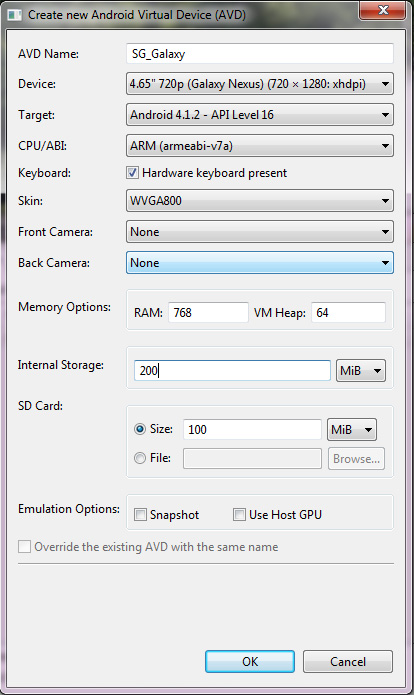 Create new Android Virtual Device (AVD)
AVD Name: SG_Galaxy
Device: 4.65" 720p (Galaxy Nexus) (720 × 1280: xhdpi)
Target: Android 4.1.2 - API Level 16
CPU/ABI: ARM (armeabi-v7a)
Keyboard: Hardware keyboard present
Skin: WVGA800
Front Camera: None
Back Camera: None
Memory Options: RAM: 768 VM Heap: 64
Internal Storage: 200 MiB
SD Card:
Size: 100 MiB
File: Browse...
Emulation Options: Snapshot Use Host GPU
Override the existing AVD with the same name
OK Cancel